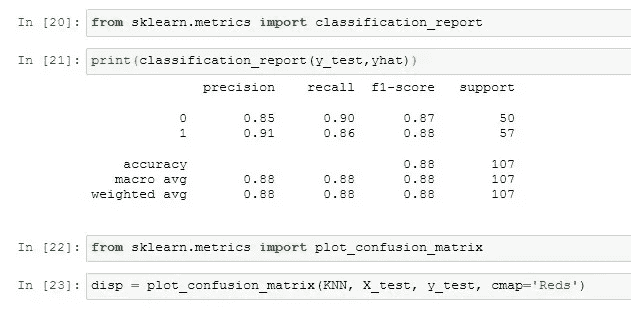 In [20]: from sklearn.metrics import classification_report
In [21]: print(classification_report(y_test,yhat))
precision recall f1-score support
0 0.85 0.90 0.87 50
1 0.91 0.86 0.88 57
accuracy 0.88 107
macro avg 0.88 0.88 0.88 107
weighted avg 0.88 0.88 0.88 107
In [22]: from sklearn.metrics import plot_confusion_matrix
In [23]: disp = plot_confusion_matrix(KNN, X_test, y_test, cmap='Reds')